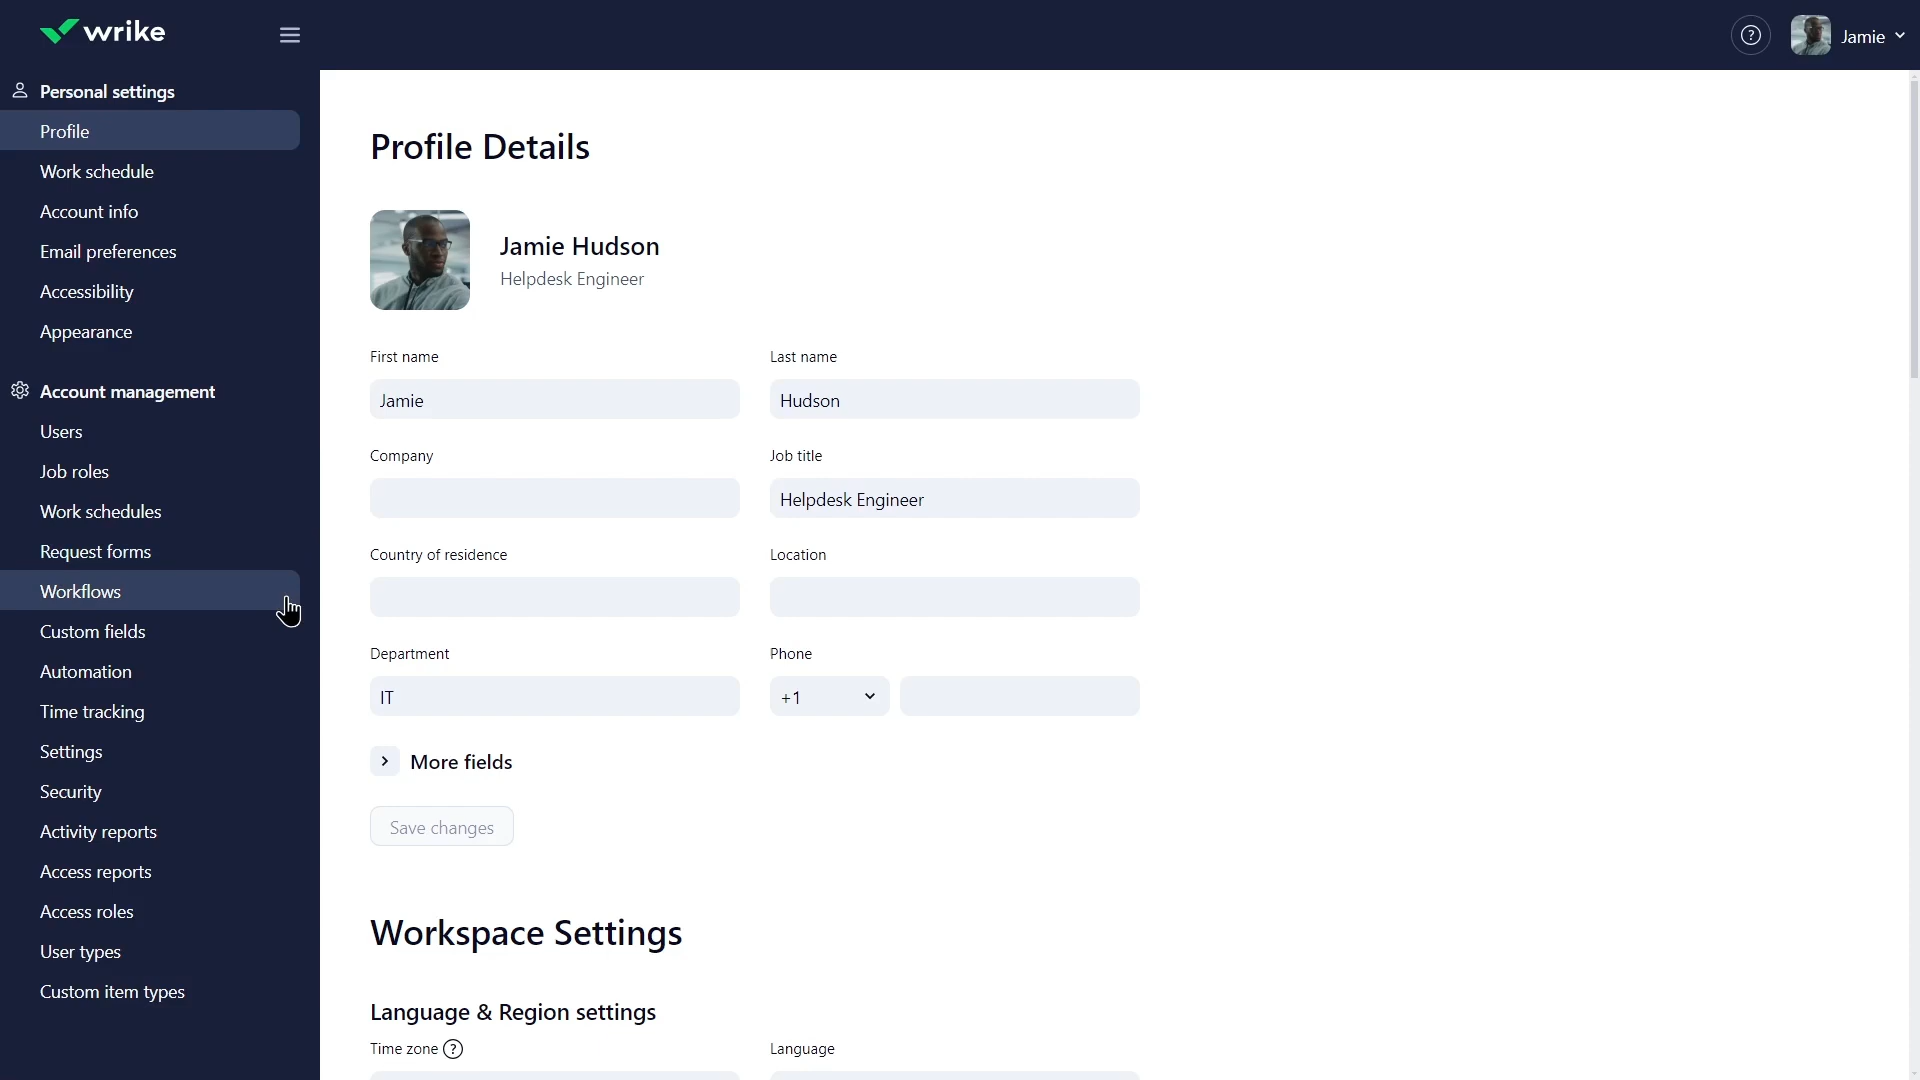 wrike
? Jamie
Personal settings
Profile
Work schedule
Account info
Email preferences
Accessibility
Appearance
Account management
Users
Job roles
Work schedules
Request forms
Workflows
Custom fields
Automation
Time tracking
Settings
Security
Activity reports
Access reports
Access roles
User types
Custom item types
Profile Details
Jamie Hudson
Helpdesk Engineer
First name Last name
Jamie Hudson
Company Job title
Helpdesk Engineer
Country of residence Location
Department Phone
IT +1
More fields
Save changes
Workspace Settings
Language & Region settings
Time zone ? Language